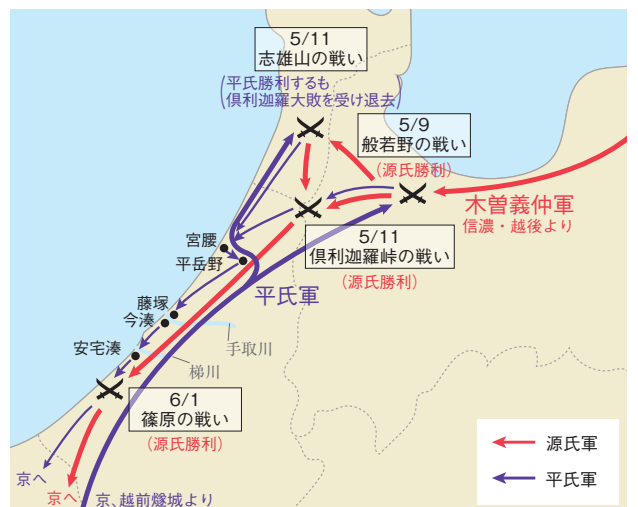 5/11
志雄山の戦い
(平氏勝利するも
倶利迦羅大敗を受け退去)
5/9
般若野の戦い
(源氏勝利)
木曽義仲軍
信濃・越後より
5/11
倶利迦羅峠の戦い
(源氏勝利)
宮腰
平岳野
平氏軍
藤塚
今湊
安宅湊
手取川
梯川
6/1
篠原の戦い
(源氏勝利)
京へ
京へ
京、越前燧城より
源氏軍
平氏軍